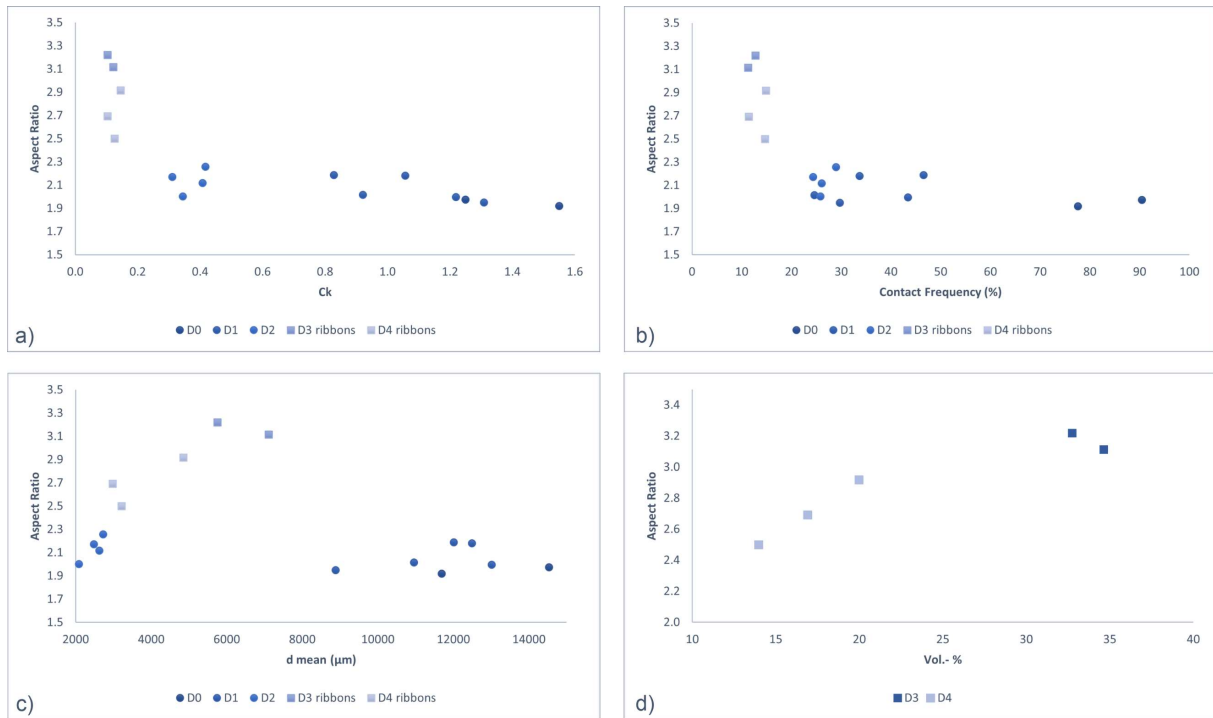 3.5
3.3
3.1
2.9
2.7
2.5
2.3
2.1
1.9
1.7
1.5
Aspect Ratio
0.0 0.2 0.4 0.6 0.8 1.0 1.2 1.4 1.6
Ck
D0 D1 D2 D3 ribbons D4 ribbons
a)
3.5
3.3
3.1
2.9
2.7
2.5
2.3
2.1
1.9
1.7
1.5
Aspect Ratio
0 10 20 30 40 50 60 70 80 90 100
Contact Frequency (%)
D0 D1 D2 D3 ribbons D4 ribbons
b)
3.5
3.3
3.1
2.9
2.7
2.5
2.3
2.1
1.9
1.7
1.5
Aspect Ratio
2000 4000 6000 8000 10000 12000 14000
d mean (μm)
D0 D1 D2 D3 ribbons D4 ribbons
c)
3.4
3.2
3.0
2.8
2.6
2.4
2.2
2.0
Aspect Ratio
10 15 20 25 30 35 40
Vol.- %
D3 D4
d)